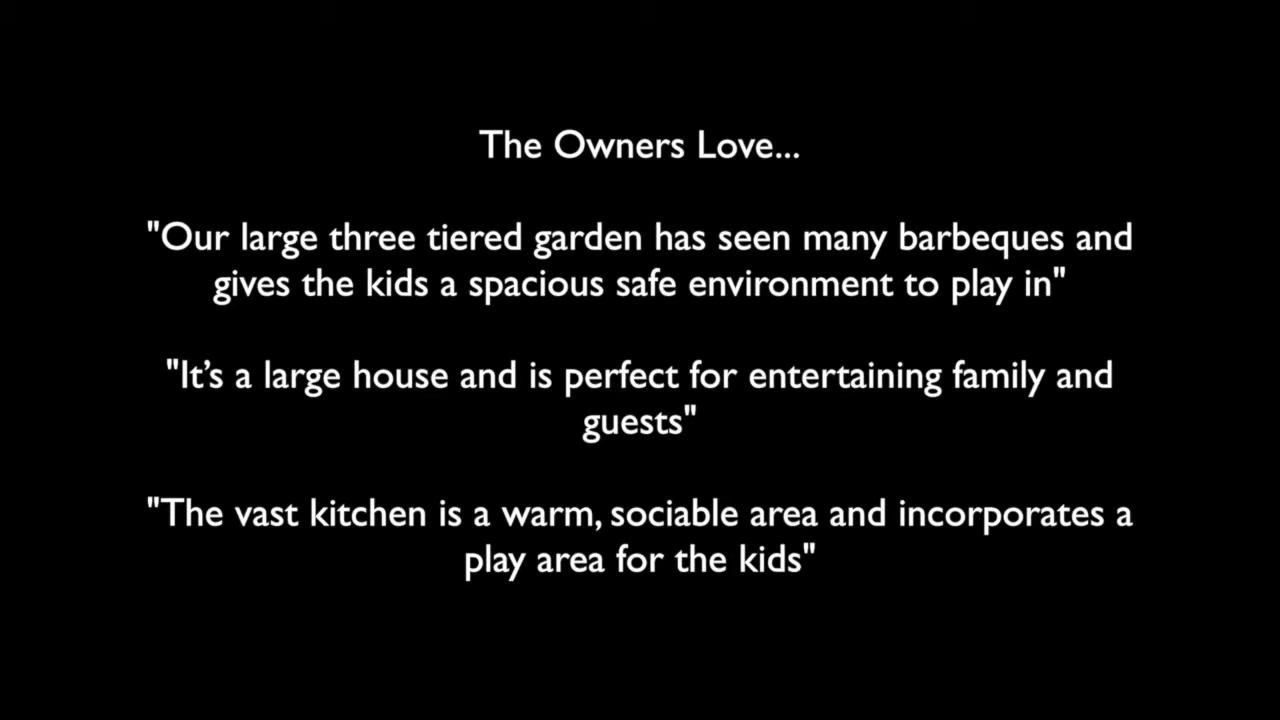 The Owners Love...
"Our large three tiered garden has seen many barbeques and
gives the kids a spacious safe environment to play in"
"It’s a large house and is perfect for entertaining family and
guests"
"The vast kitchen is a warm, sociable area and incorporates a
play area for the kids"